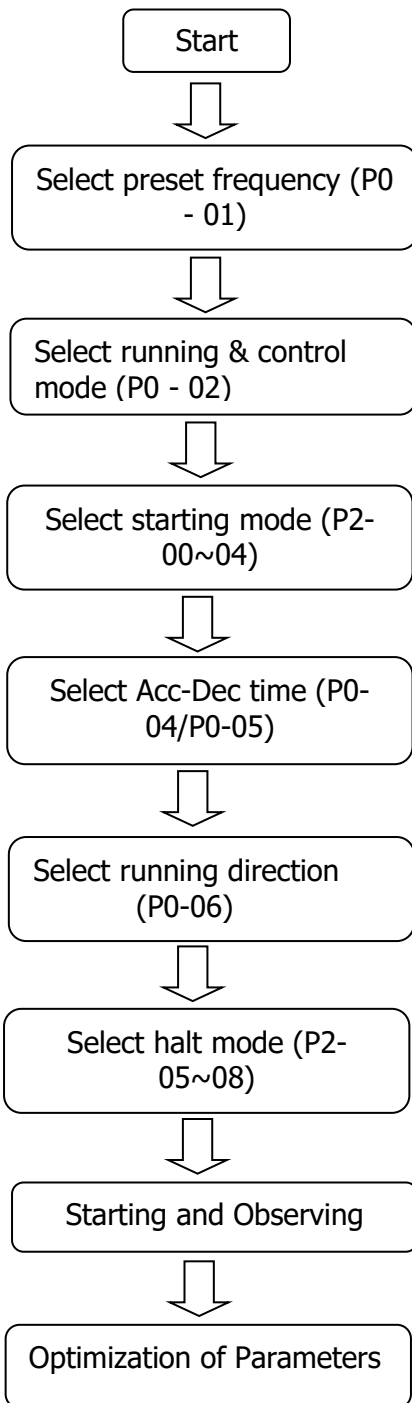 Start
Select preset frequency (P0
- 01)
Select running & control
mode (P0 - 02)
Select starting mode (P2-
00~04)
Select Acc-Dec time (P0-
04/P0-05)
Select running direction
(P0-06)
Select halt mode (P2-
05~08)
Starting and Observing
Optimization of Parameters